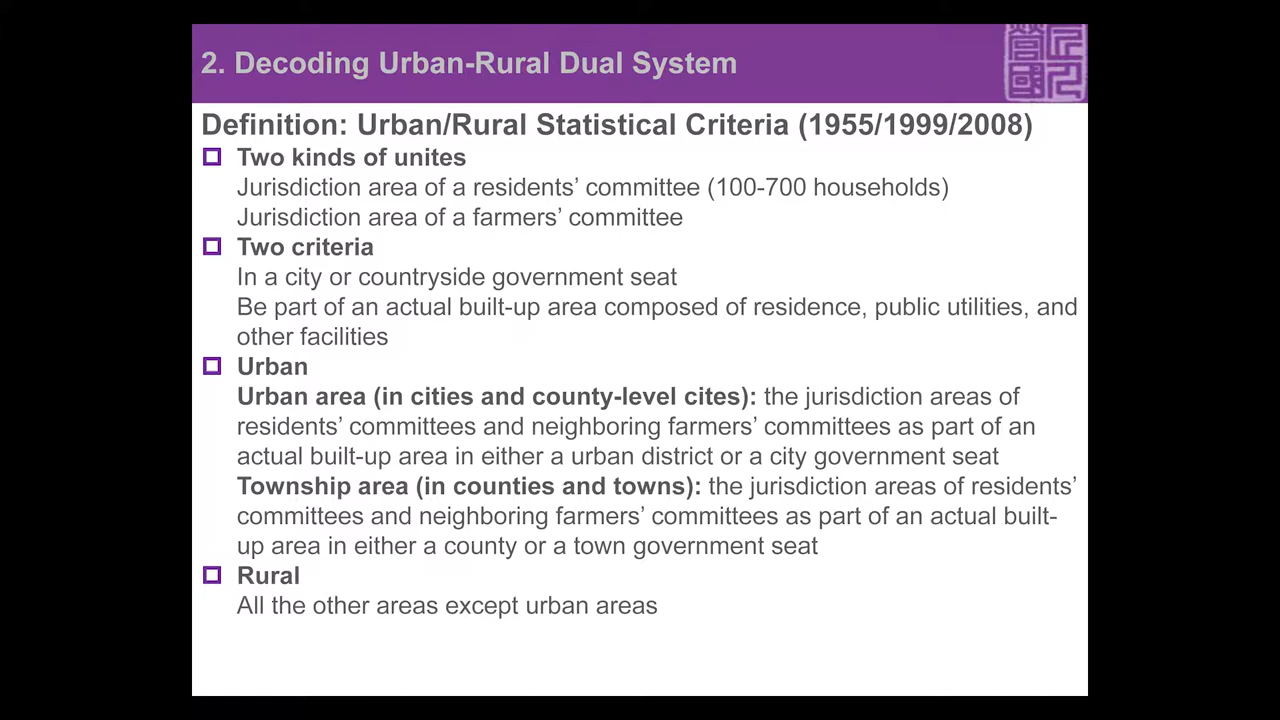 2. Decoding Urban-Rural Dual System
Definition: Urban/Rural Statistical Criteria (1955/1999/2008)
Two kinds of unites
Jurisdiction area of a residents’ committee (100-700 households)
Jurisdiction area of a farmers’ committee
Two criteria
In a city or countryside government seat
Be part of an actual built-up area composed of residence, public utilities, and
other facilities
Urban
Urban area (in cities and county-level cites): the jurisdiction areas of
residents’ committees and neighboring farmers’ committees as part of an
actual built-up area in either a urban district or a city government seat
Township area (in counties and towns): the jurisdiction areas of residents’
committees and neighboring farmers’ committees as part of an actual built-
up area in either a county or a town government seat
Rural
All the other areas except urban areas